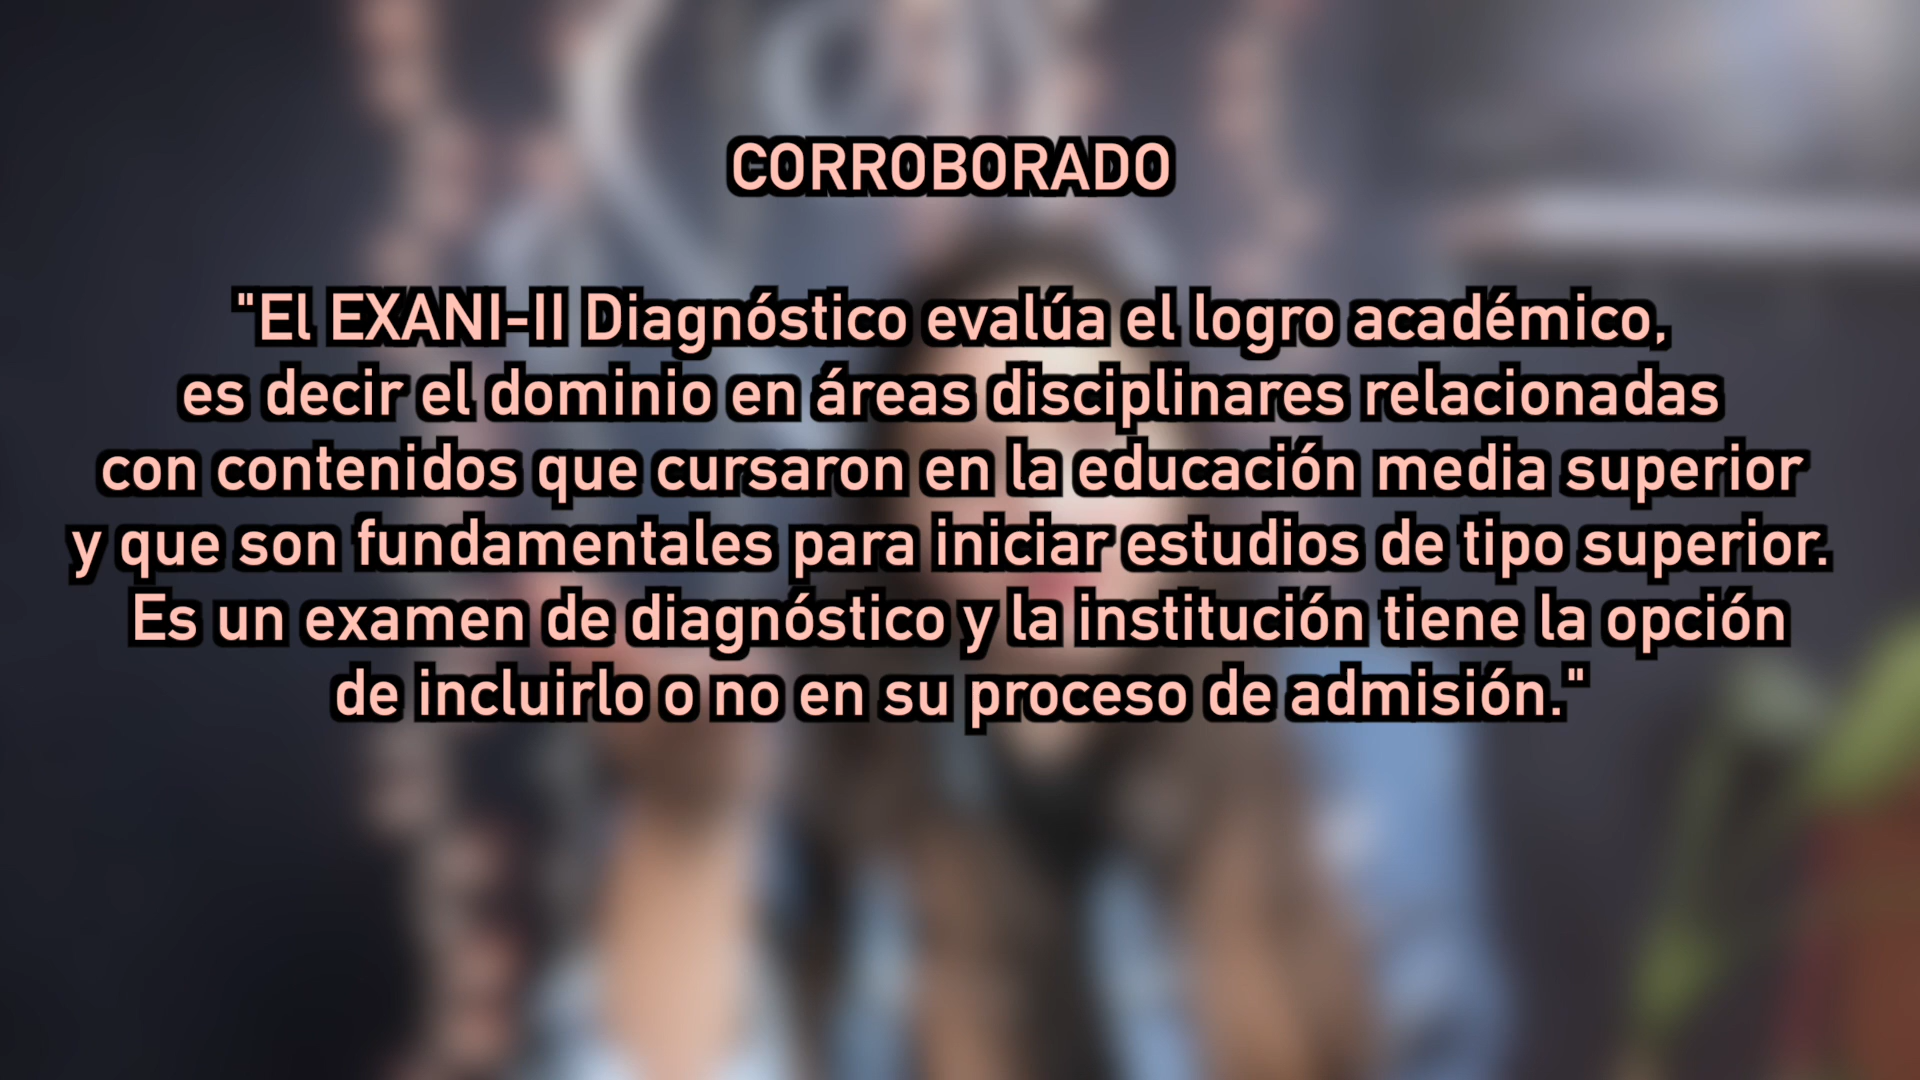 CORROBORADO
"El EXANI-II Diagnóstico evalúa el logro académico,
es decir el dominio en áreas disciplinares relacionadas
con contenidos que cursaron en la educación media superior
y que son fundamentales para iniciar estudios de tipo superior.
Es un examen de diagnóstico y la institución tiene la opción
de incluirlo o no en su proceso de admisión."